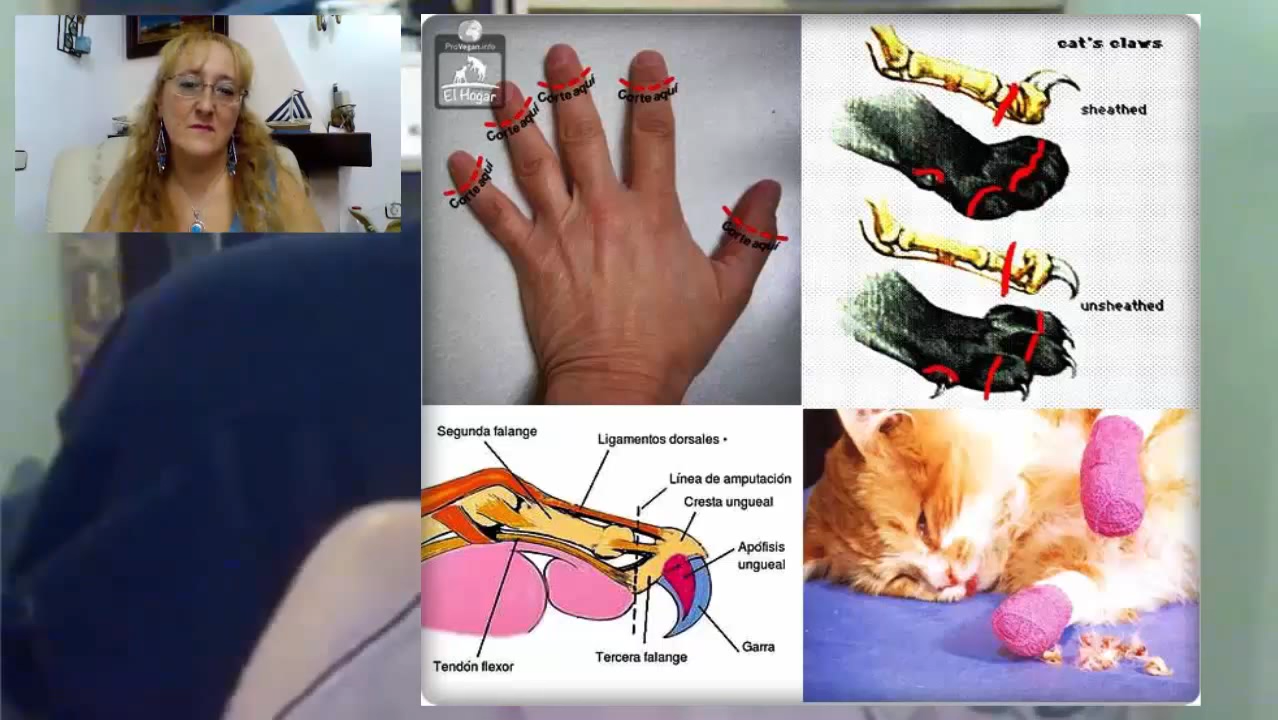 ProVegan.info
El Hogar
Corte aquí
Corte aquí
Corte aquí
Corte aquí
Corte aquí
cat's claws
sheathed
unsheathed
Segunda falange
Ligamentos dorsales
Línea de amputación
Cresta ungueal
Apófisis
ungueal
Garra
Tercera falange
Tendón flexor